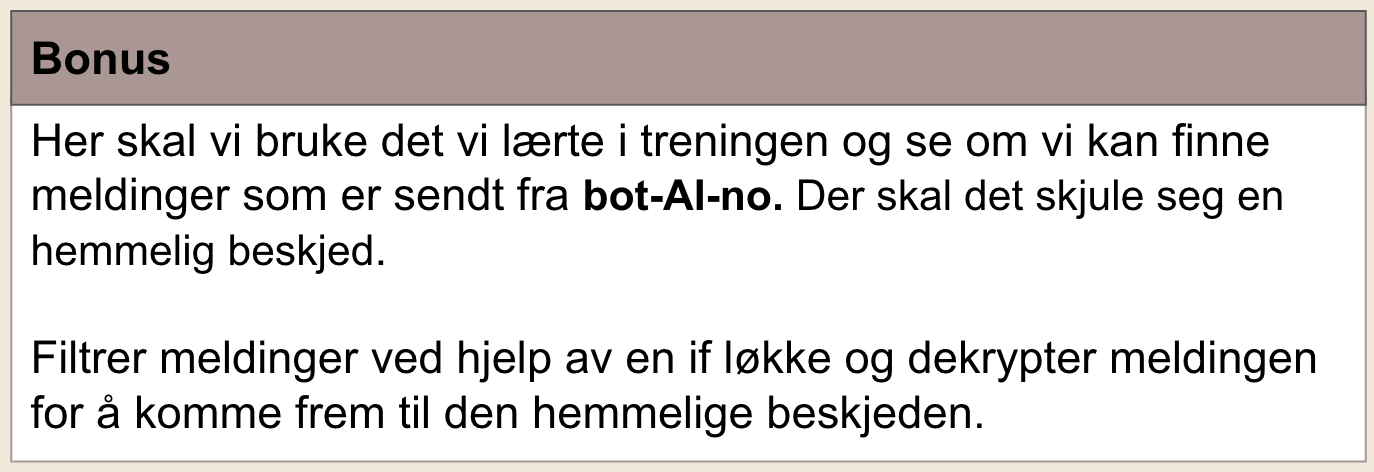 Bonus
Her skal vi bruke det vi lærte i treningen og se om vi kan finne
meldinger som er sendt fra bot-AI-no. Der skal det skjule seg en
hemmelig beskjed.
Filtrer meldinger ved hjelp av en if løkke og dekrypter meldingen
for å komme frem til den hemmelige beskjeden.